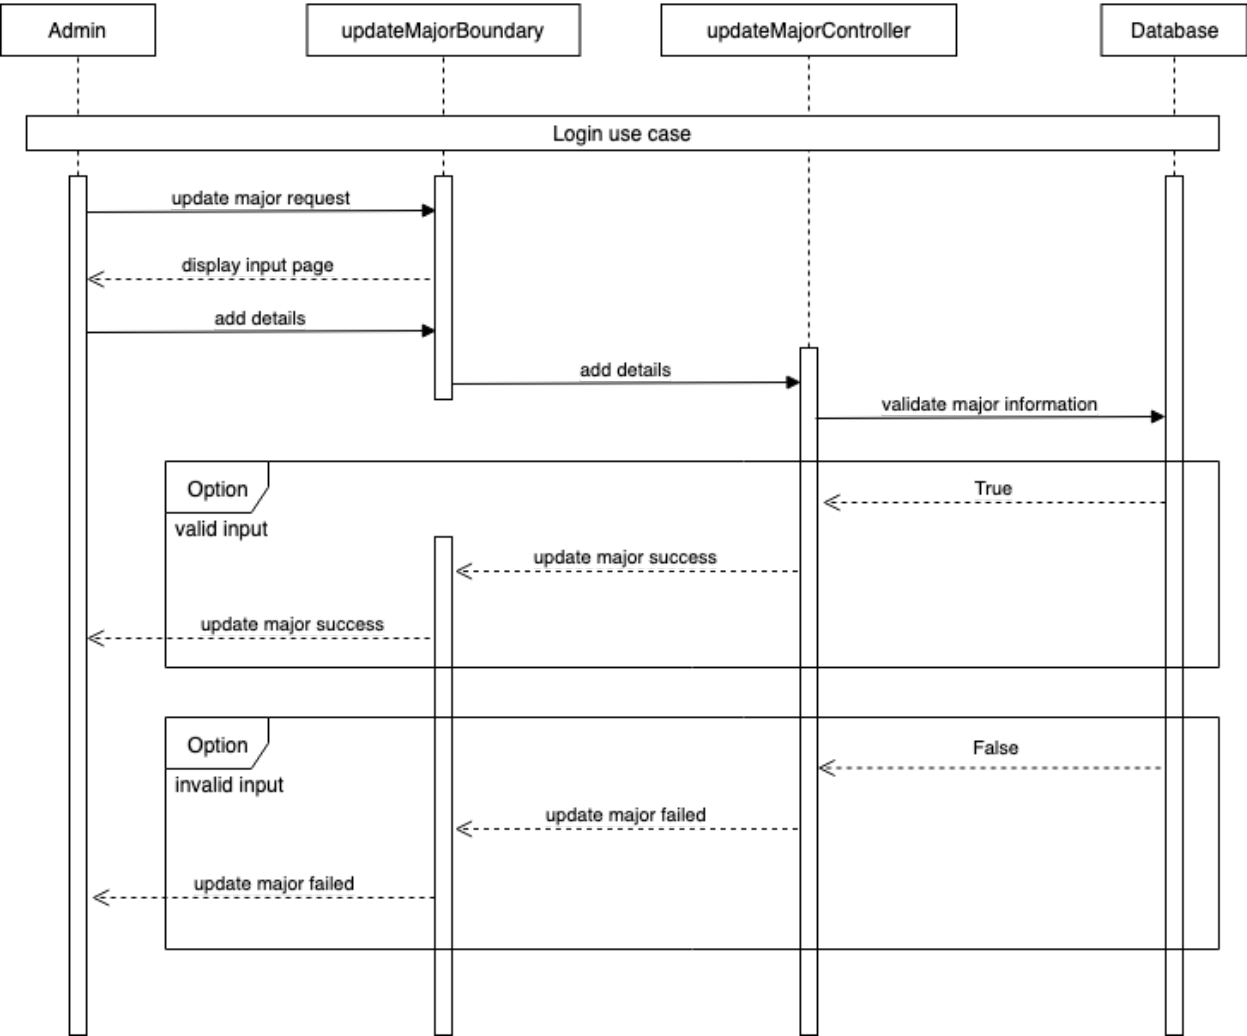 Admin
updateMajorBoundary
updateMajorController
Database
Login use case
update major request
display input page
add details
add details
validate major information
Option
True
valid input
update major success
update major success
Option
False
invalid input
update major failed
update major failed